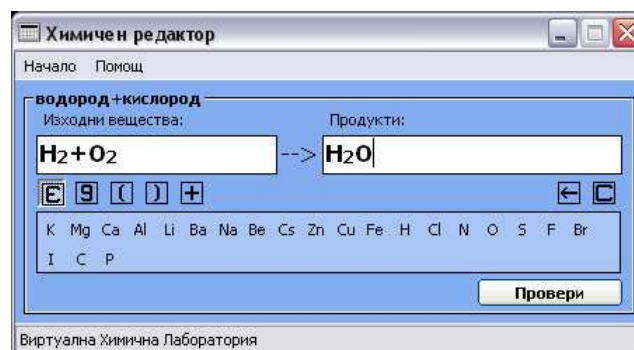 Химичен редактор
Начало Помощ
водород+кислород
Изходни вещества: Продукти:
H₂+O₂ --> H₂O
E 9 ( ) + ← C
K Mg Ca Al Li Ba Na Be Cs Zn Cu Fe H Cl N O S F Br
I C P
Провери
Виртуална Химична Лаборатория